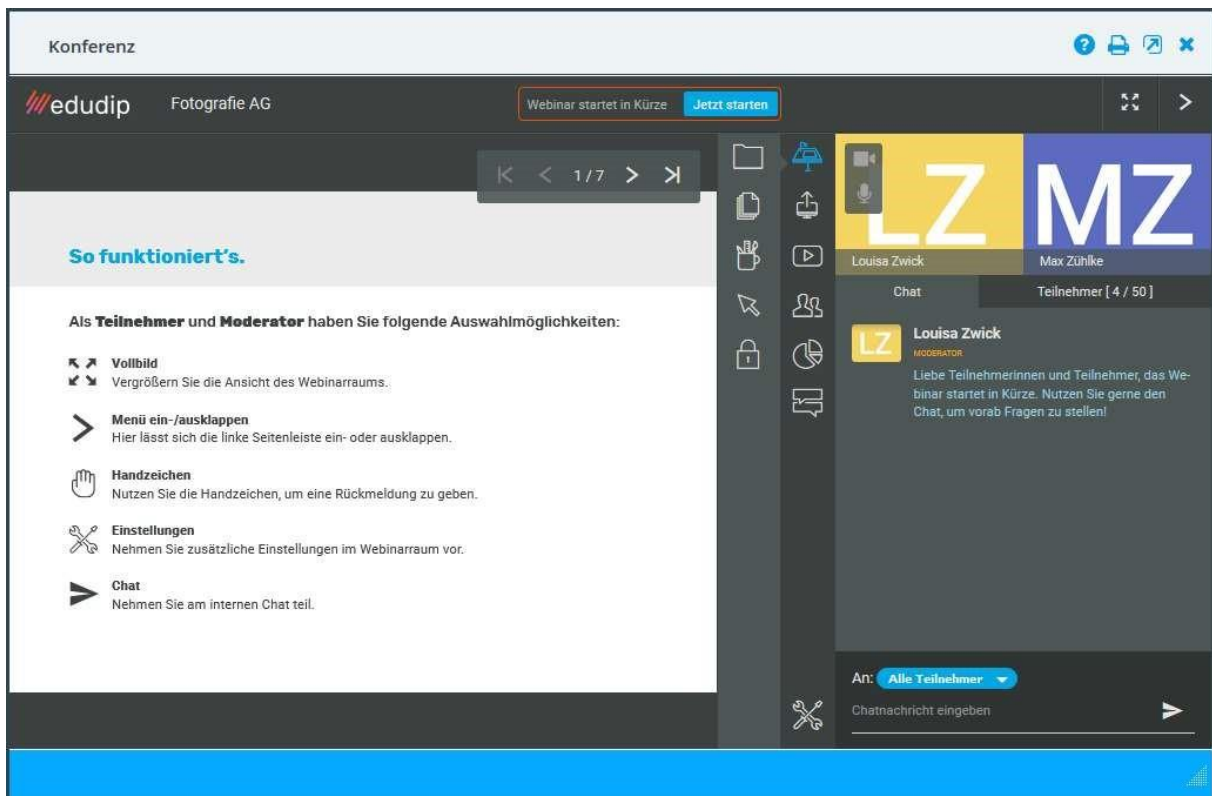 Konferenz
edudip
Fotografie AG
Webinar startet in Kürze
Jetzt starten
1 / 7
So funktioniert's.
Als Teilnehmer und Moderator haben Sie folgende Auswahlmöglichkeiten:
Vollbild
Vergrößern Sie die Ansicht des Webinarraums.
Menü ein-/ausklappen
Hier lässt sich die linke Seitenleiste ein- oder ausklappen.
Handzeichen
Nutzen Sie die Handzeichen, um eine Rückmeldung zu geben.
Einstellungen
Nehmen Sie zusätzliche Einstellungen im Webinarraum vor.
Chat
Nehmen Sie am internen Chat teil.
1
LZ
Louisa Zwick
MZ
Max Zühlke
Chat
Teilnehmer [ 4 / 50 ]
LZ
Louisa Zwick
MODERATOR
Liebe Teilnehmerinnen und Teilnehmer, das We-
binar startet in Kürze. Nutzen Sie gerne den
Chat, um vorab Fragen zu stellen!
An:
Alle Teilnehmer
Chatnachricht eingeben